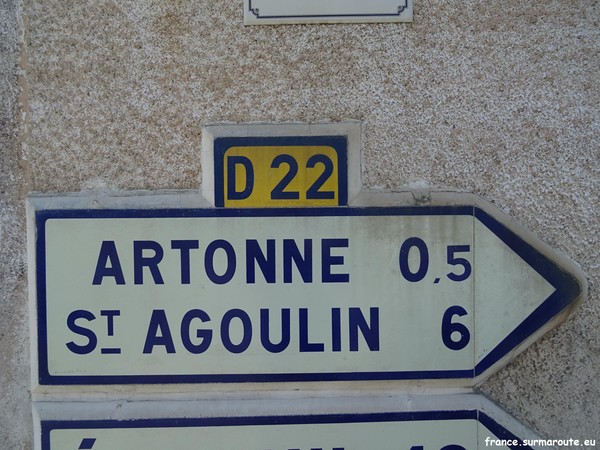 D 22
ARTONNE 0,5
ST AGOULIN 6
france.surmaroute.eu